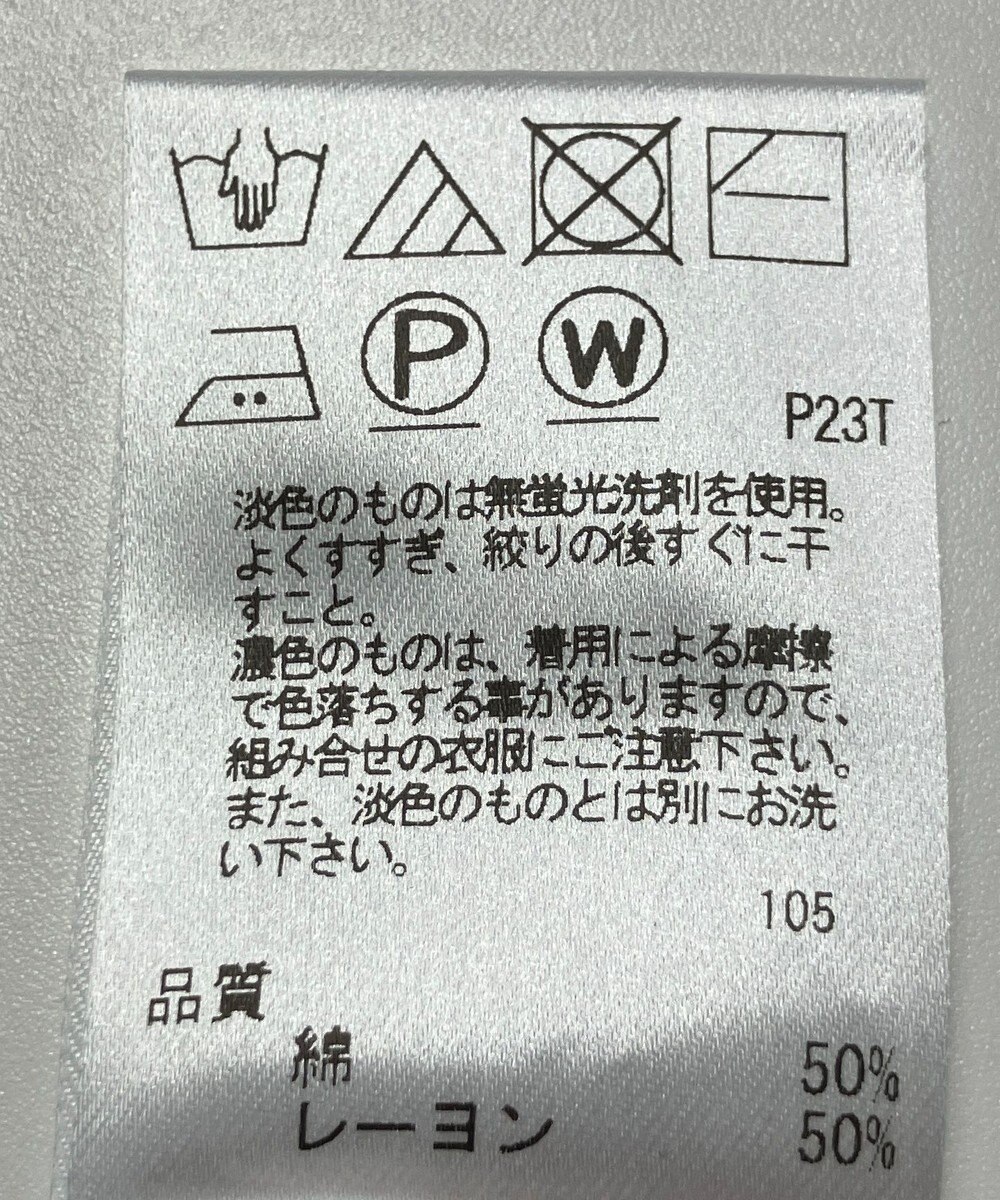 P W
P23T
淡色のものは無蛍光洗剤を使用。
よくすすぎ、絞りの後すぐに干
すこと。
濃色のものは、着用による摩擦
で色落ちする事がありますので、
組み合せの衣服にご注意下さい。
また、淡色のものとは別にお洗
い下さい。
105
品質
綿 50%
レーヨン 50%